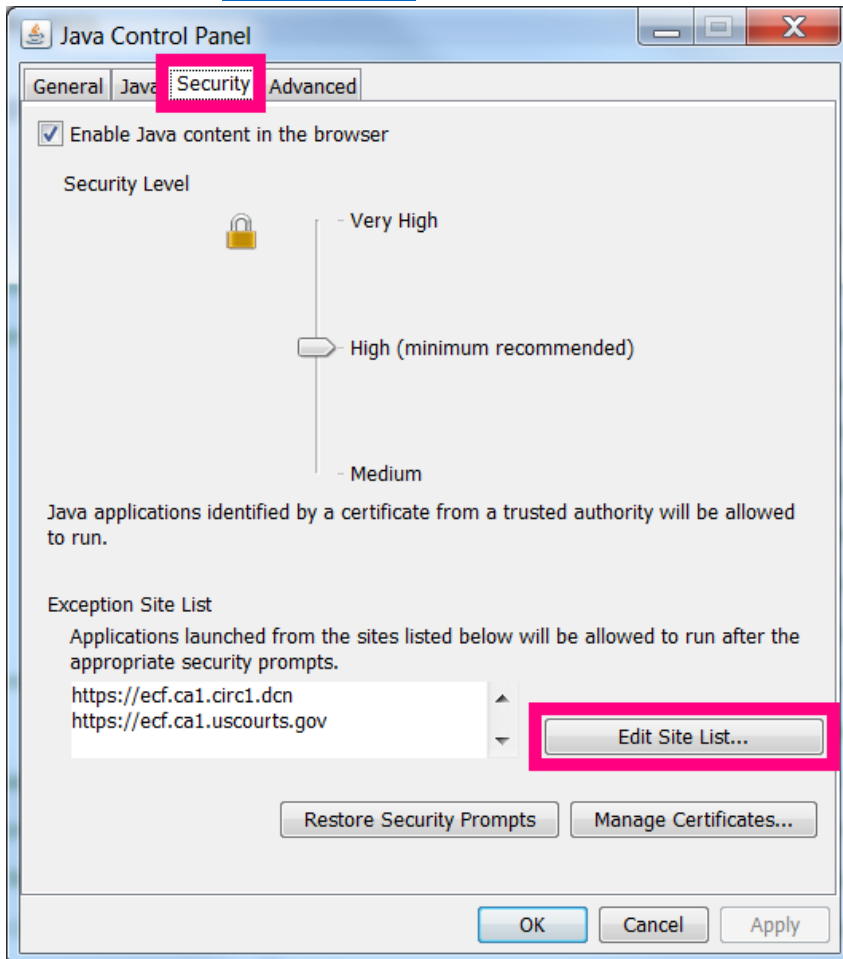 Java Control Panel
General Java Security Advanced
Enable Java content in the browser
Security Level
- Very High
- High (minimum recommended)
- Medium
Java applications identified by a certificate from a trusted authority will be allowed
to run.
Exception Site List
Applications launched from the sites listed below will be allowed to run after the
appropriate security prompts.
https://ecf.ca1.circ1.dcn
https://ecf.ca1.uscourts.gov
Edit Site List...
Restore Security Prompts Manage Certificates...
OK Cancel Apply